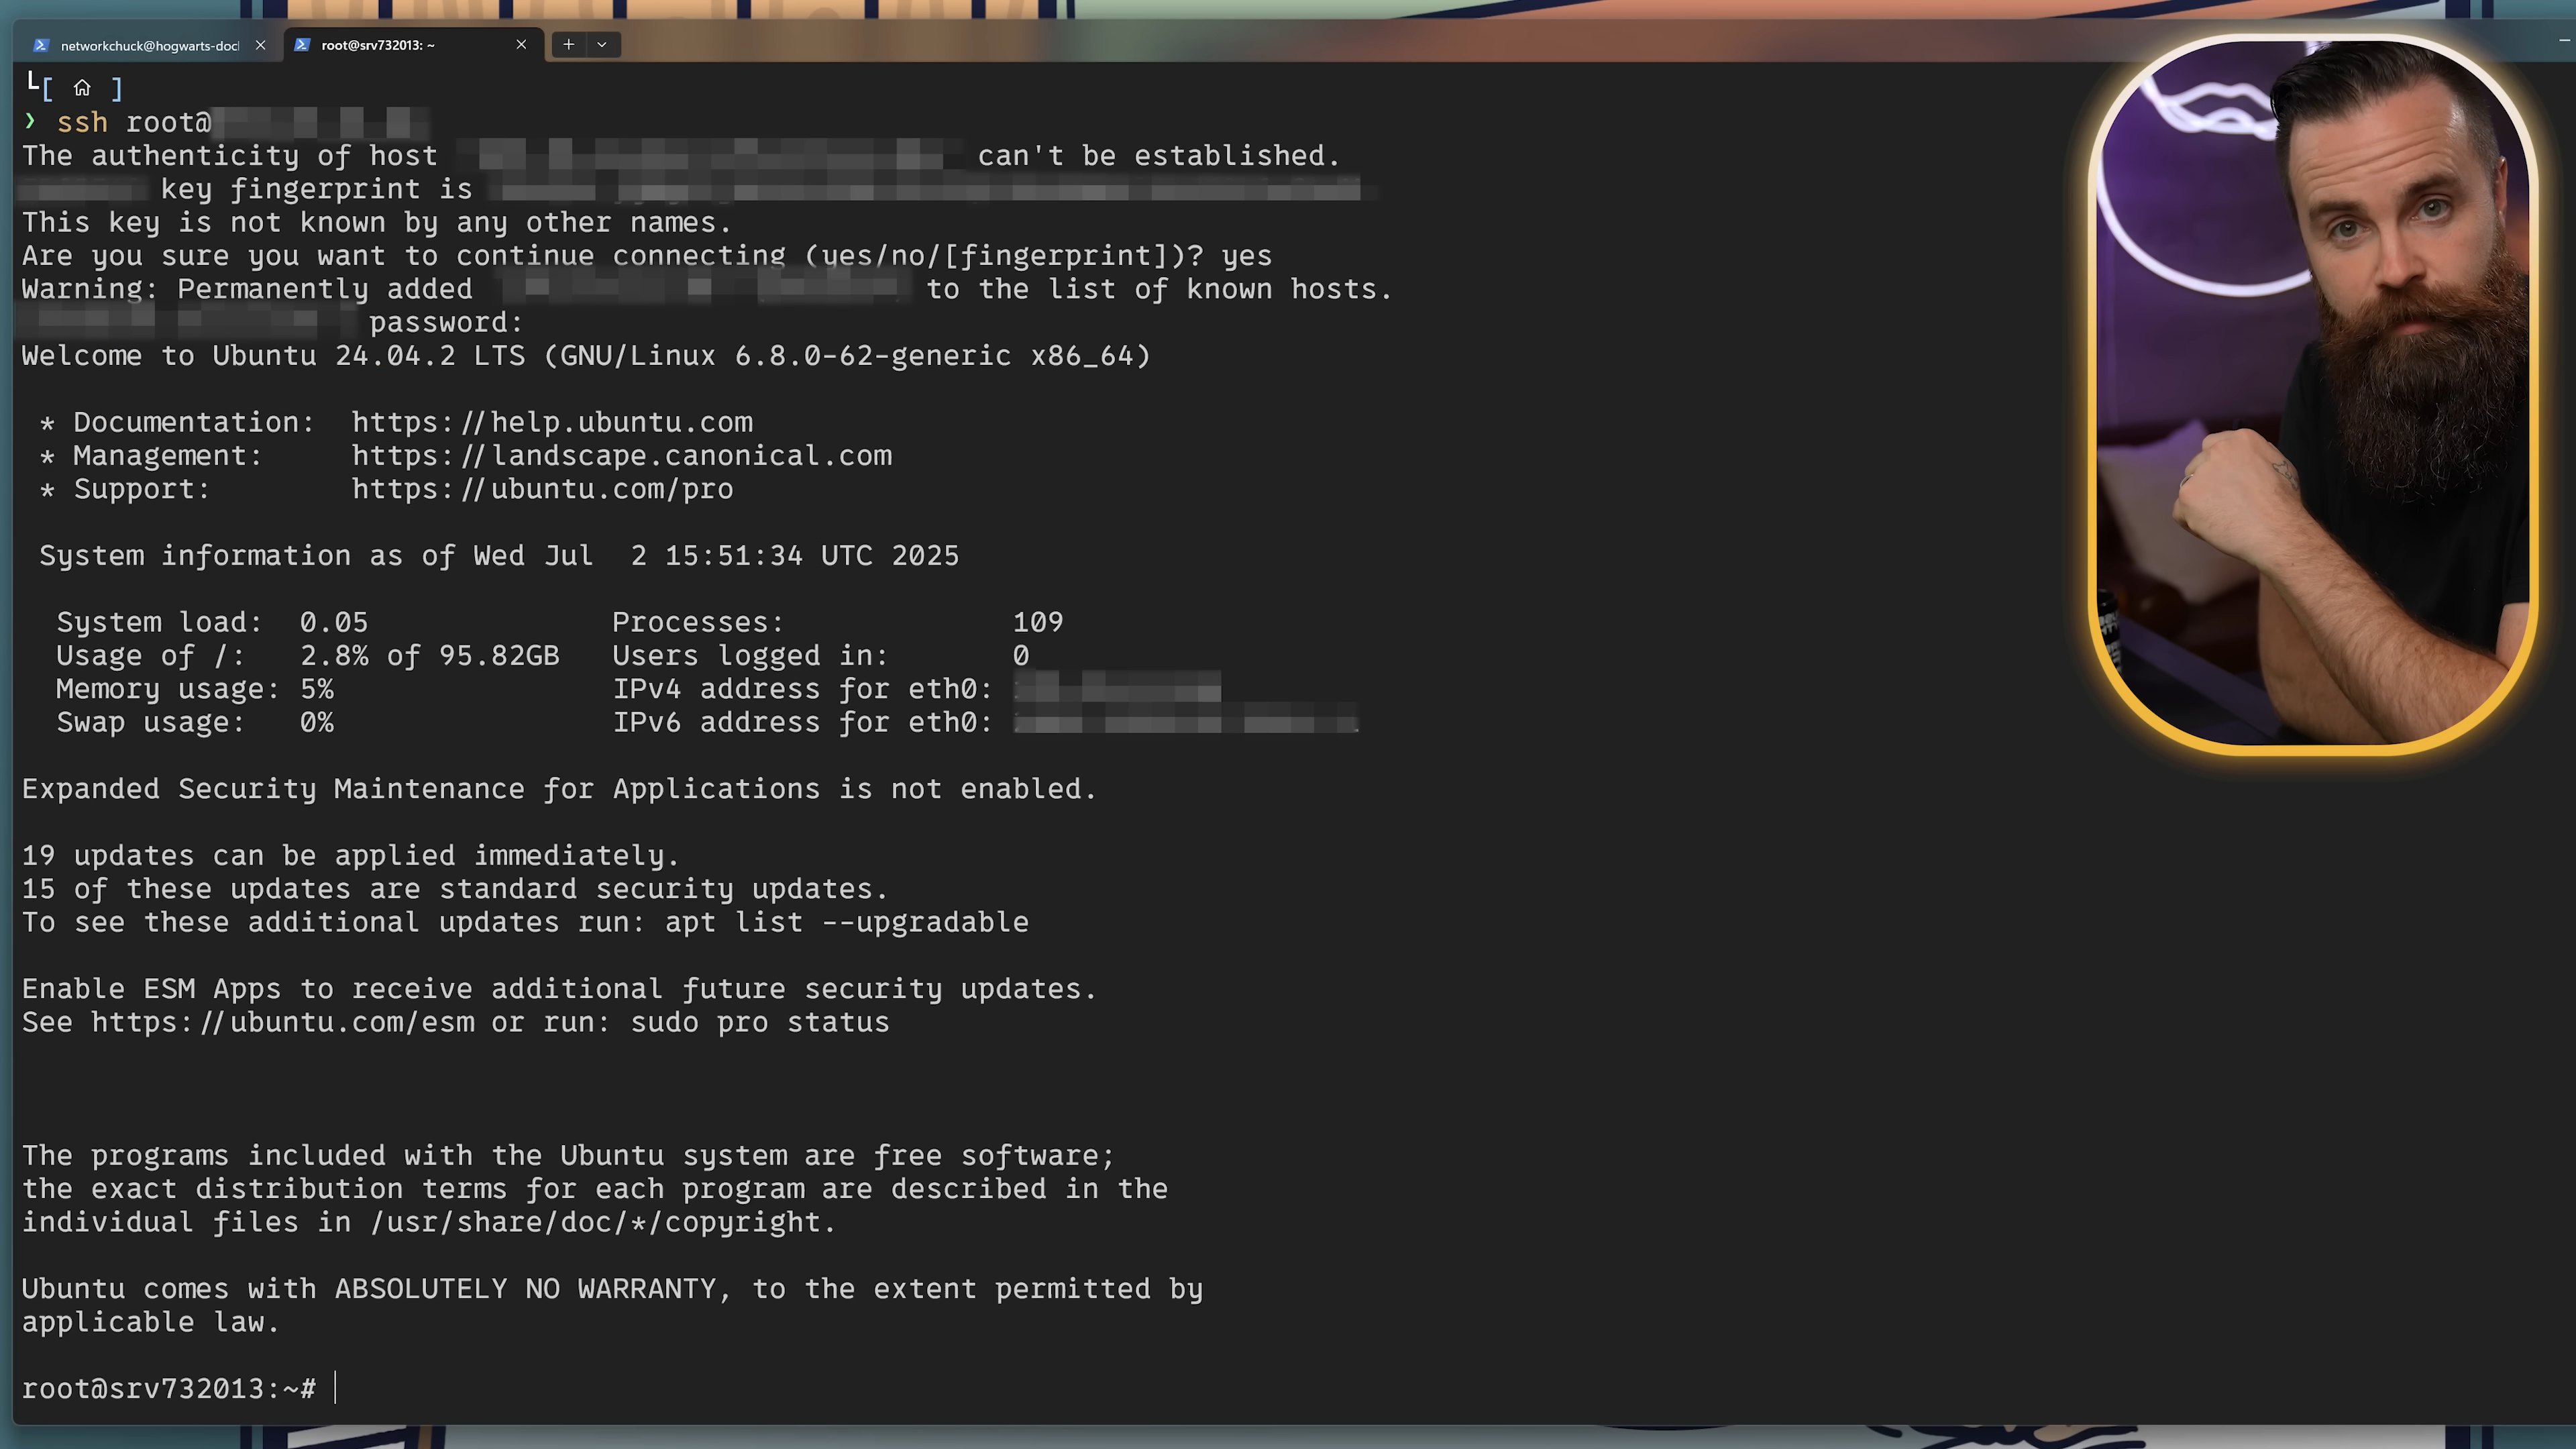 networkchuck@hogwarts-doc
root@srv732013: ~
[ ]
❯ ssh root@
The authenticity of host can't be established.
key fingerprint is
This key is not known by any other names.
Are you sure you want to continue connecting (yes/no/[fingerprint])? yes
Warning: Permanently added to the list of known hosts.
password:
Welcome to Ubuntu 24.04.2 LTS (GNU/Linux 6.8.0-62-generic x86_64)
* Documentation: https://help.ubuntu.com
* Management: https://landscape.canonical.com
* Support: https://ubuntu.com/pro
System information as of Wed Jul 2 15:51:34 UTC 2025
System load: 0.05 Processes: 109
Usage of /: 2.8% of 95.82GB Users logged in: 0
Memory usage: 5% IPv4 address for eth0:
Swap usage: 0% IPv6 address for eth0:
Expanded Security Maintenance for Applications is not enabled.
19 updates can be applied immediately.
15 of these updates are standard security updates.
To see these additional updates run: apt list --upgradable
Enable ESM Apps to receive additional future security updates.
See https://ubuntu.com/esm or run: sudo pro status
The programs included with the Ubuntu system are free software;
the exact distribution terms for each program are described in the
individual files in /usr/share/doc/*/copyright.
Ubuntu comes with ABSOLUTELY NO WARRANTY, to the extent permitted by
applicable law.
root@srv732013:~#